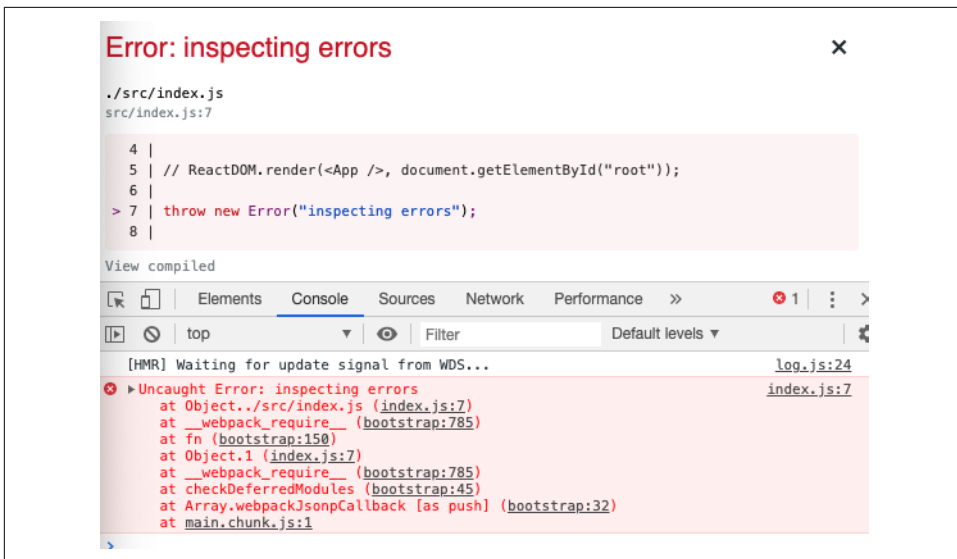 Error: inspecting errors ×
./src/index.js
src/index.js:7
4 |
5 | // ReactDOM.render(<App />, document.getElementById("root"));
6 |
> 7 | throw new Error("inspecting errors");
8 |
View compiled
Elements Console Sources Network Performance » 1
top ▼ Filter Default levels ▼
[HMR] Waiting for update signal from WDS... log.js:24
▶Uncaught Error: inspecting errors index.js:7
at Object../src/index.js (index.js:7)
at __webpack_require__ (bootstrap:785)
at fn (bootstrap:150)
at Object.1 (index.js:7)
at __webpack_require__ (bootstrap:785)
at checkDeferredModules (bootstrap:45)
at Array.webpackJsonpCallback [as push] (bootstrap:32)
at main.chunk.js:1
>